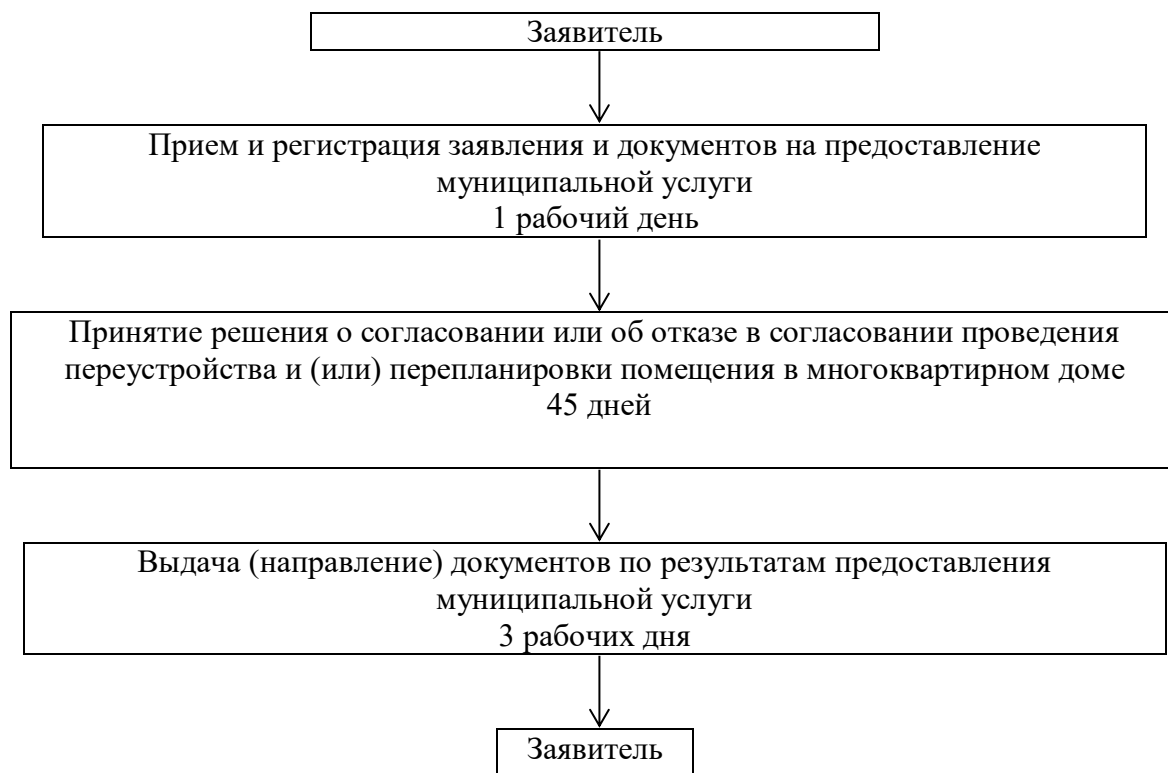 Заявитель
Прием и регистрация заявления и документов на предоставление
муниципальной услуги
1 рабочий день
Принятие решения о согласовании или об отказе в согласовании проведения
переустройства и (или) перепланировки помещения в многоквартирном доме
45 дней
Выдача (направление) документов по результатам предоставления
муниципальной услуги
3 рабочих дня
Заявитель